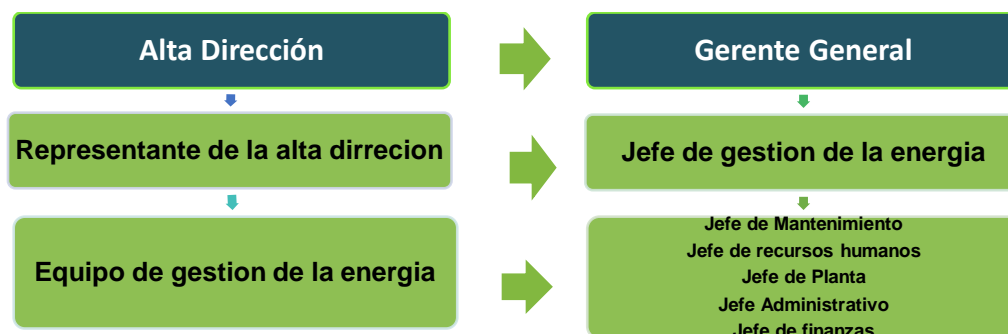 Alta Dirección
Gerente General
Representante de la alta dirrecion
Jefe de gestion de la energia
Equipo de gestion de la energia
Jefe de Mantenimiento
Jefe de recursos humanos
Jefe de Planta
Jefe Administrativo
Jefe de finanzas